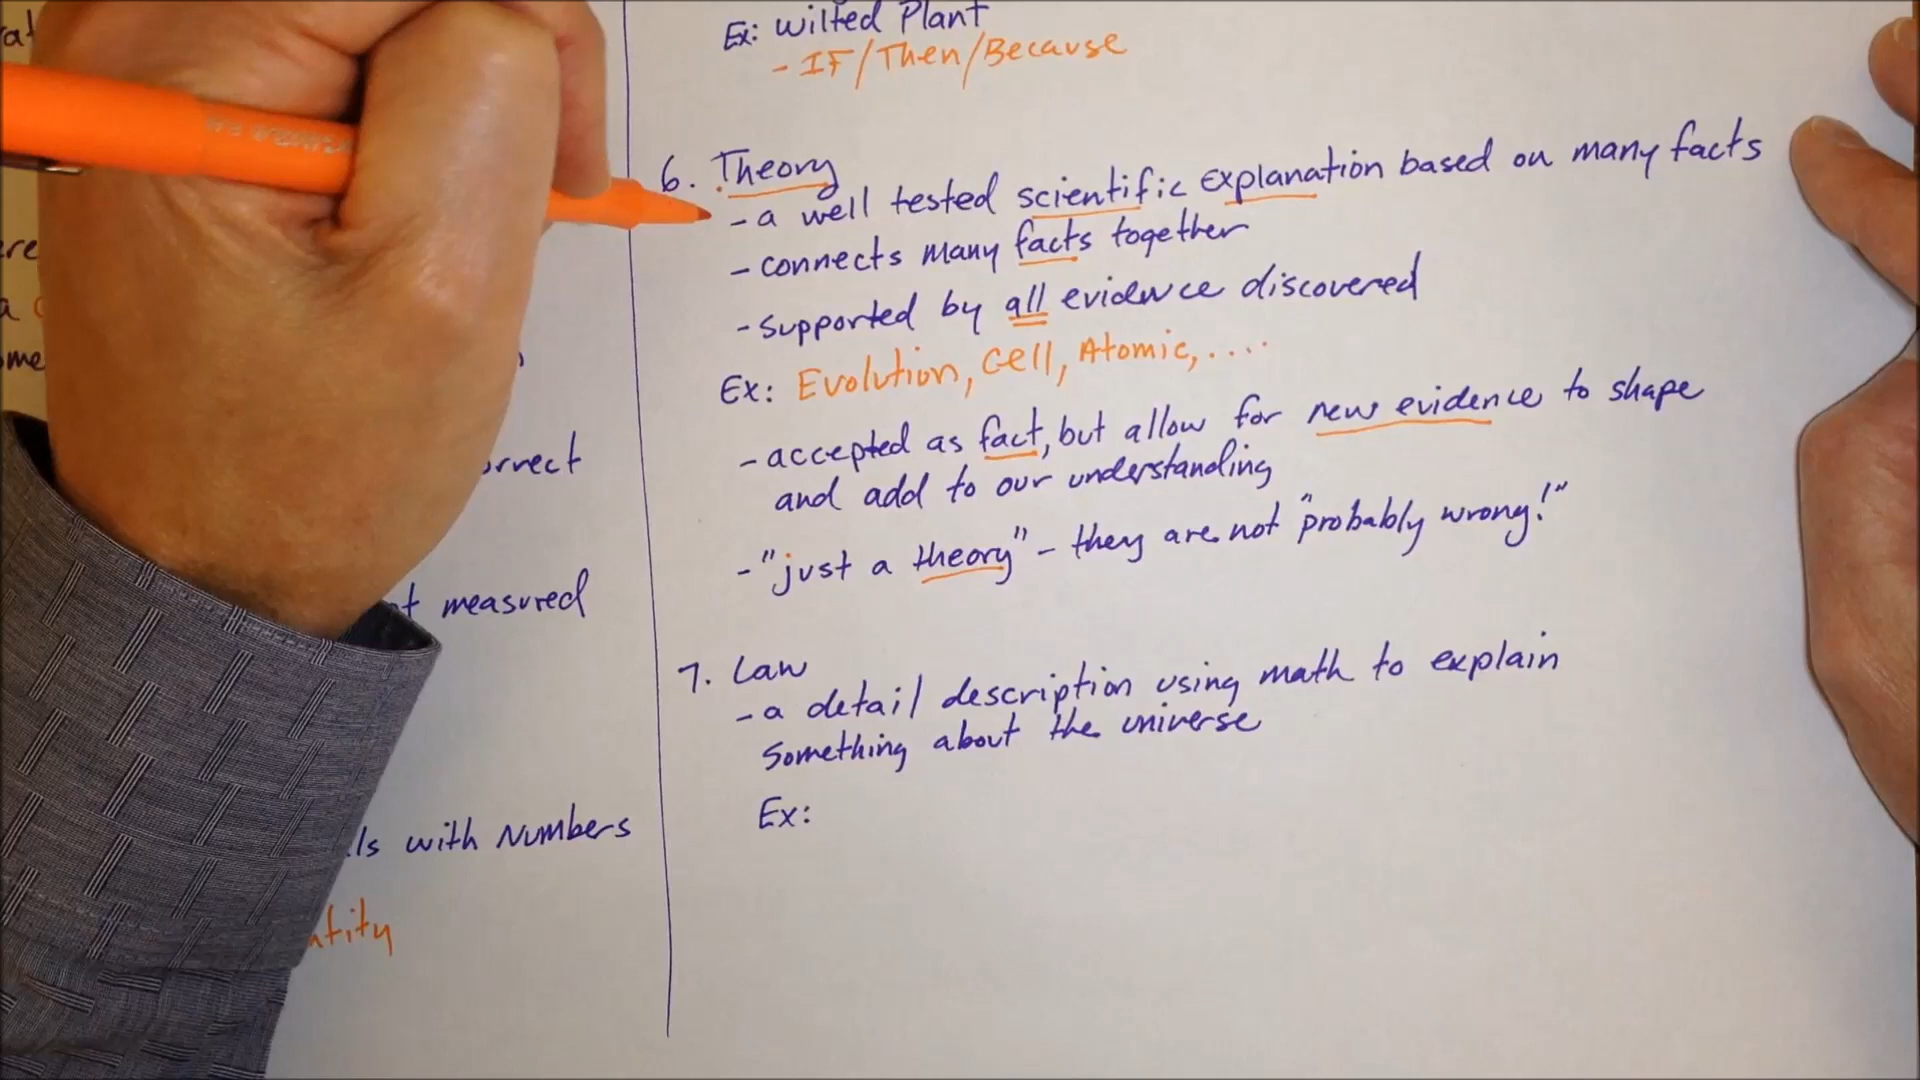 Ex: Wilted Plant
- IF/Then/Because
6. Theory
- a well tested scientific explanation based on many facts
- connects many facts together
- supported by all evidence discovered
Ex: Evolution, Cell, Atomic, ....
- accepted as fact, but allow for new evidence to shape
and add to our understanding
- "just a theory" - they are not "probably wrong!"
7. Law
- a detail description using math to explain
something about the universe
Ex:
measured
with Numbers